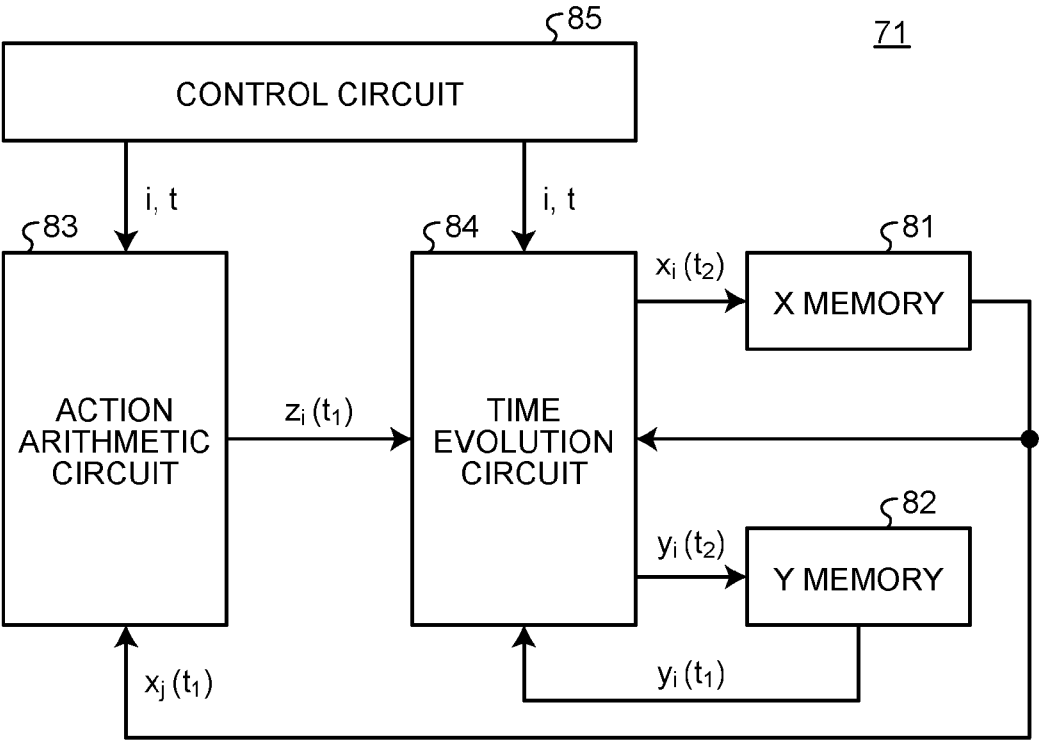 85
71
CONTROL CIRCUIT
i, t
i, t
83
84
81
xᵢ (t₂)
X MEMORY
ACTION
ARITHMETIC
CIRCUIT
zᵢ (t₁)
TIME
EVOLUTION
CIRCUIT
82
yᵢ (t₂)
Y MEMORY
xⱼ (t₁)
yᵢ (t₁)